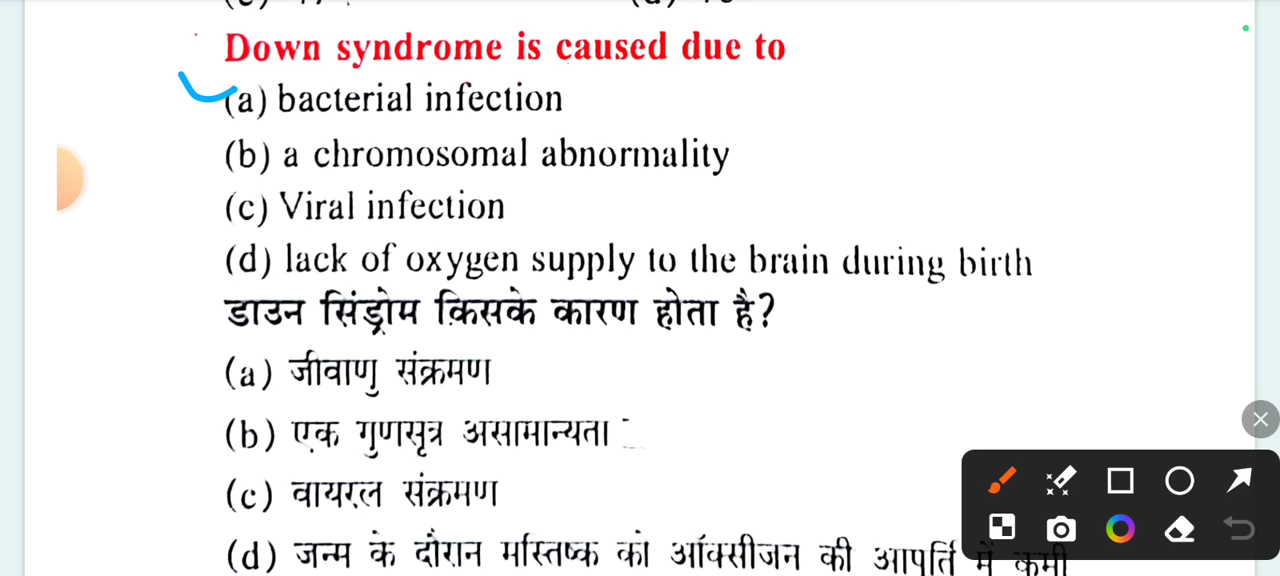 Down syndrome is caused due to
(a) bacterial infection
(b) a chromosomal abnormality
(c) Viral infection
(d) lack of oxygen supply to the brain during birth
डाउन सिंड्रोम किसके कारण होता है?
(a) जीवाणु संक्रमण
(b) एक गुणसूत्र असामान्यता
(c) वायरल संक्रमण
(d) जन्म के दौरान मस्तिष्क को ऑक्सीजन की आपूर्ति में कमी